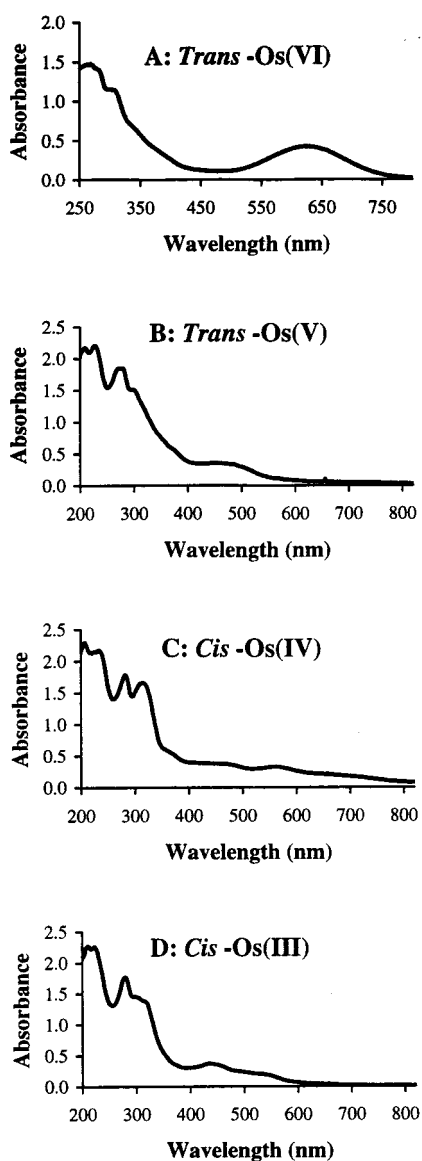 A: Trans -Os(VI)
Absorbance
2.0
1.5
1.0
0.5
0.0
250 350 450 550 650 750
Wavelength (nm)
B: Trans -Os(V)
Absorbance
2.5
2.0
1.5
1.0
0.5
0.0
200 300 400 500 600 700 800
Wavelength (nm)
C: Cis -Os(IV)
Absorbance
2.5
2.0
1.5
1.0
0.5
0.0
200 300 400 500 600 700 800
Wavelength (nm)
D: Cis -Os(III)
Absorbance
2.5
2.0
1.5
1.0
0.5
0.0
200 300 400 500 600 700 800
Wavelength (nm)